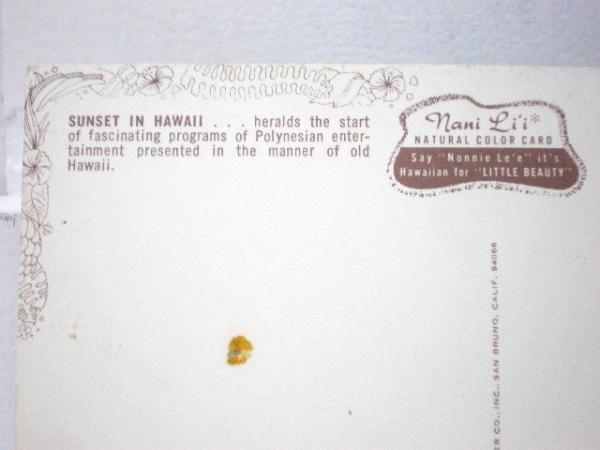 SUNSET IN HAWAII . . . heralds the start
of fascinating programs of Polynesian enter-
tainment presented in the manner of old
Hawaii.
Nani Li'i*
NATURAL COLOR CARD
Say "Nonnie Le'e" it's
Hawaiian for "LITTLE BEAUTY"
ER CO., INC., SAN BRUNO, CALIF. 94066